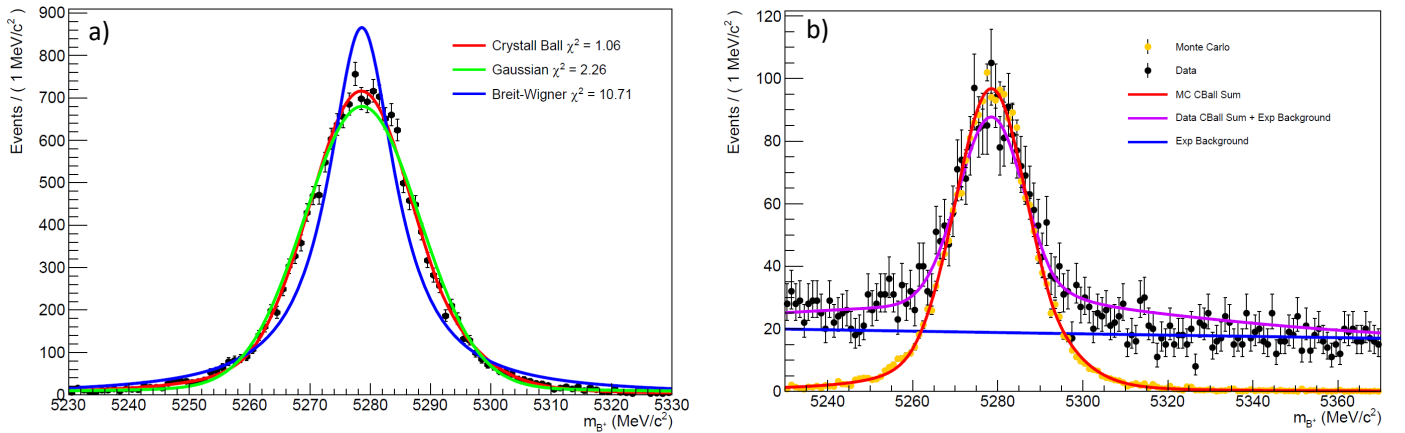 a)
Events / ( 1 MeV/c² )
900
800
700
600
500
400
300
200
100
0
5230 5240 5250 5260 5270 5280 5290 5300 5310 5320 5330
m_B⁺ (MeV/c²)
Crystall Ball χ² = 1.06
Gaussian χ² = 2.26
Breit-Wigner χ² = 10.71
b)
Events / ( 1 MeV/c² )
120
100
80
60
40
20
0
5240 5260 5280 5300 5320 5340 5360
m_B⁺ (MeV/c²)
Monte Carlo
Data
MC CBall Sum
Data CBall Sum + Exp Background
Exp Background